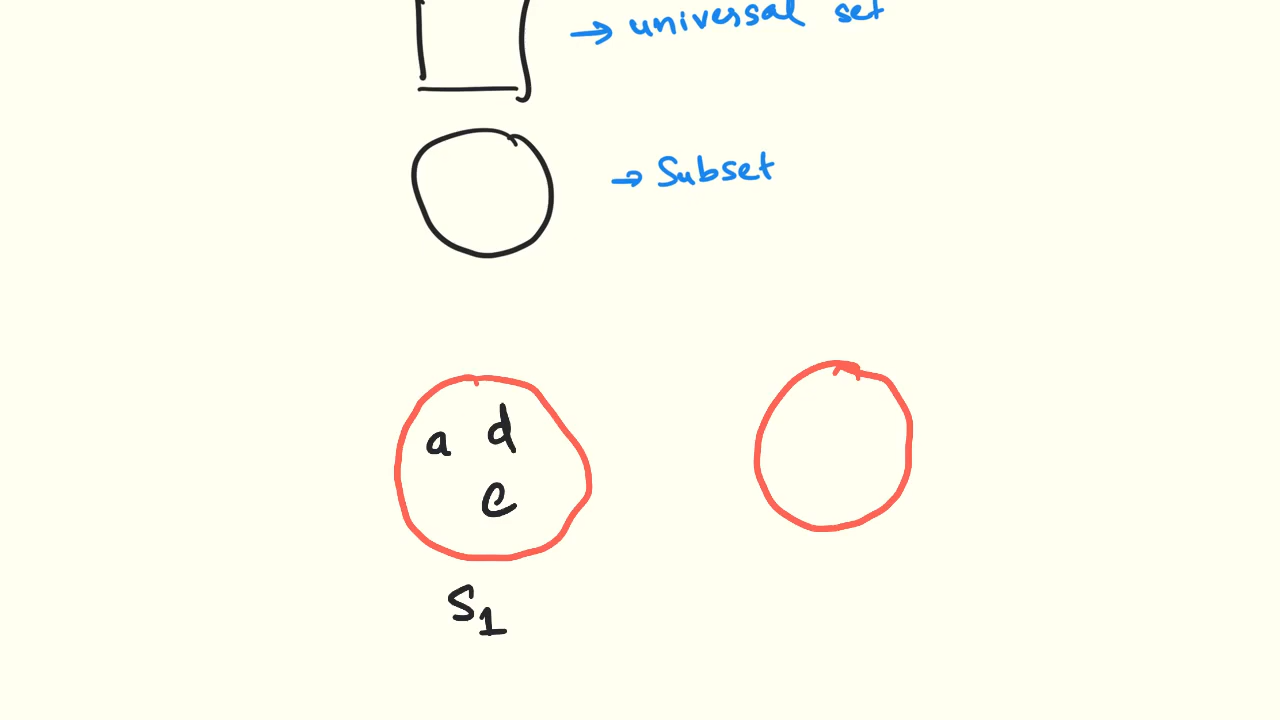 → universal set
→ Subset
a d
c
S1